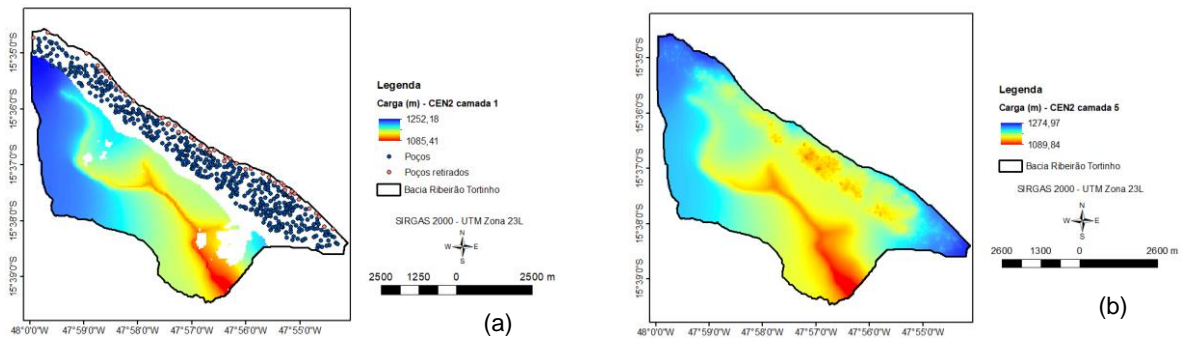 15°35'0"S
15°36'0"S
15°37'0"S
15°38'0"S
15°39'0"S
48°0'0"W 47°59'0"W 47°58'0"W 47°57'0"W 47°56'0"W 47°55'0"W
Legenda
Carga (m) - CEN2 camada 1
1252,18
1085,41
Poços
Poços retirados
Bacia Ribeirão Tortinho
SIRGAS 2000 - UTM Zona 23L
N
W E
S
2500 1250 0 2500 m
(a)
15°35'0"S
15°36'0"S
15°37'0"S
15°38'0"S
15°39'0"S
48°0'0"W 47°59'0"W 47°58'0"W 47°57'0"W 47°56'0"W 47°55'0"W
Legenda
Carga (m) - CEN2 camada 5
1274,97
1089,84
Bacia Ribeirão Tortinho
SIRGAS 2000 - UTM Zona 23L
N
W E
S
2600 1300 0 2600 m
(b)